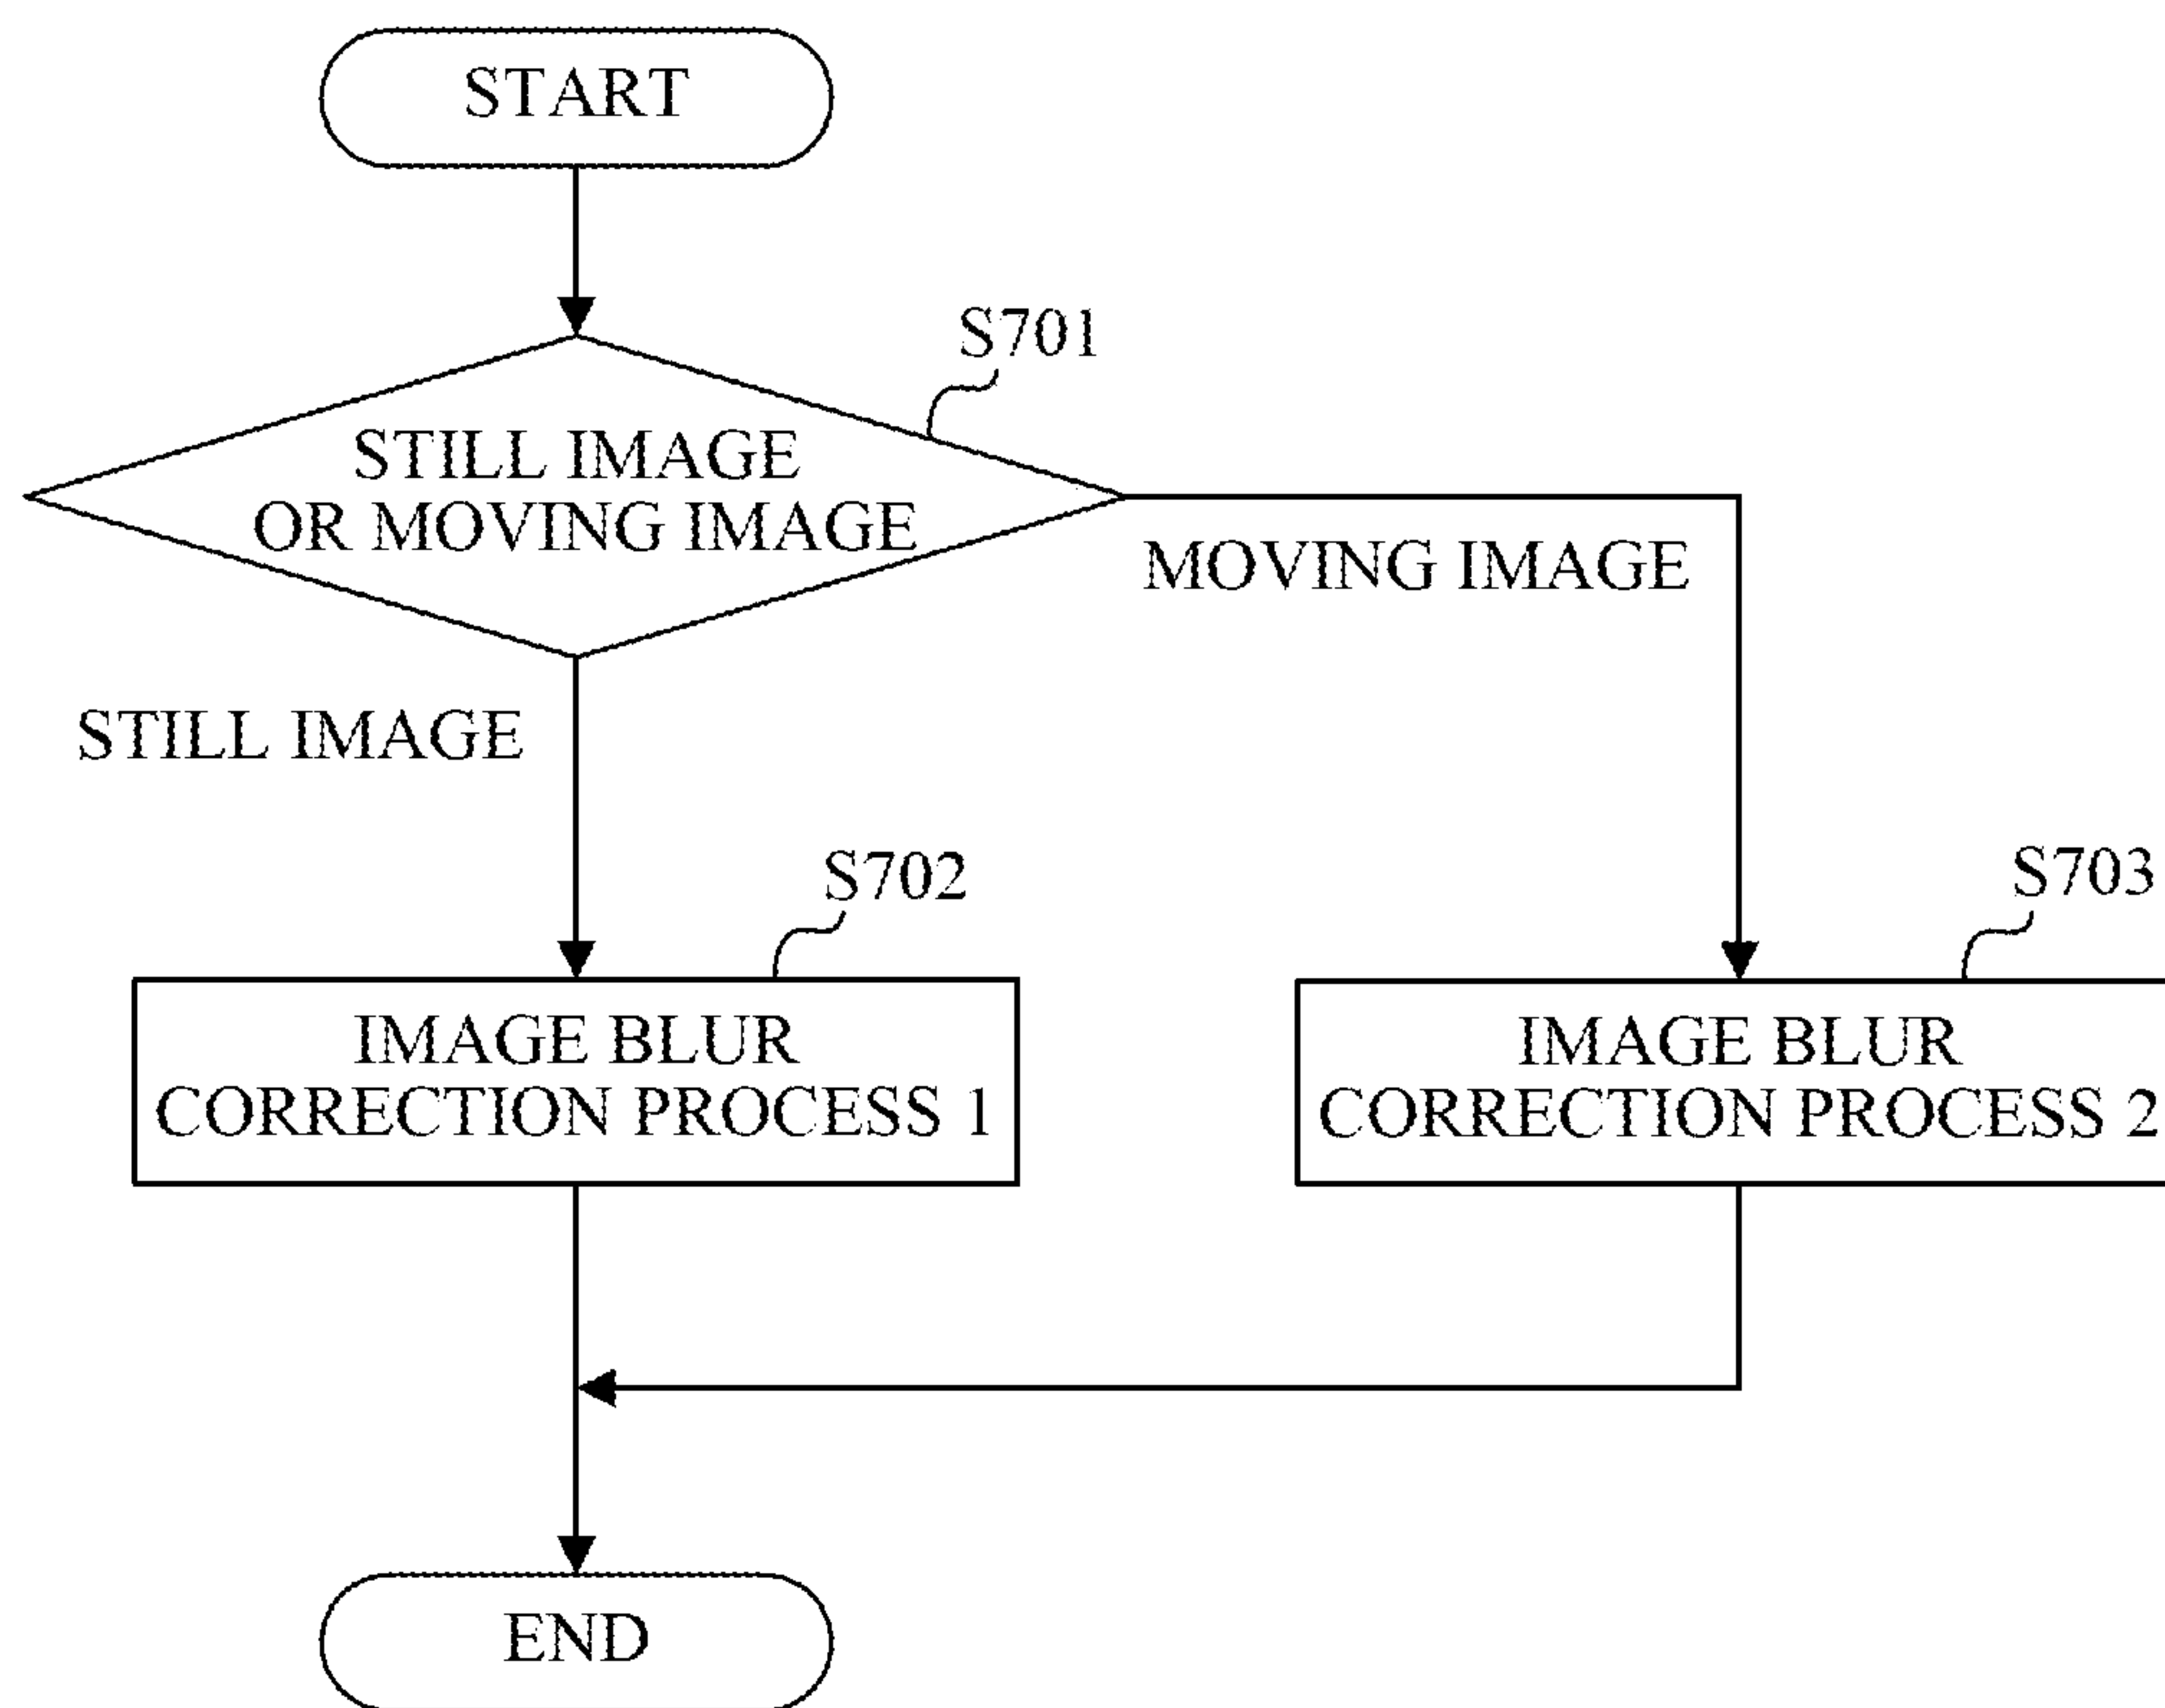 START
S701
STILL IMAGE
OR MOVING IMAGE
MOVING IMAGE
STILL IMAGE
S702
S703
IMAGE BLUR
CORRECTION PROCESS 1
IMAGE BLUR
CORRECTION PROCESS 2
END